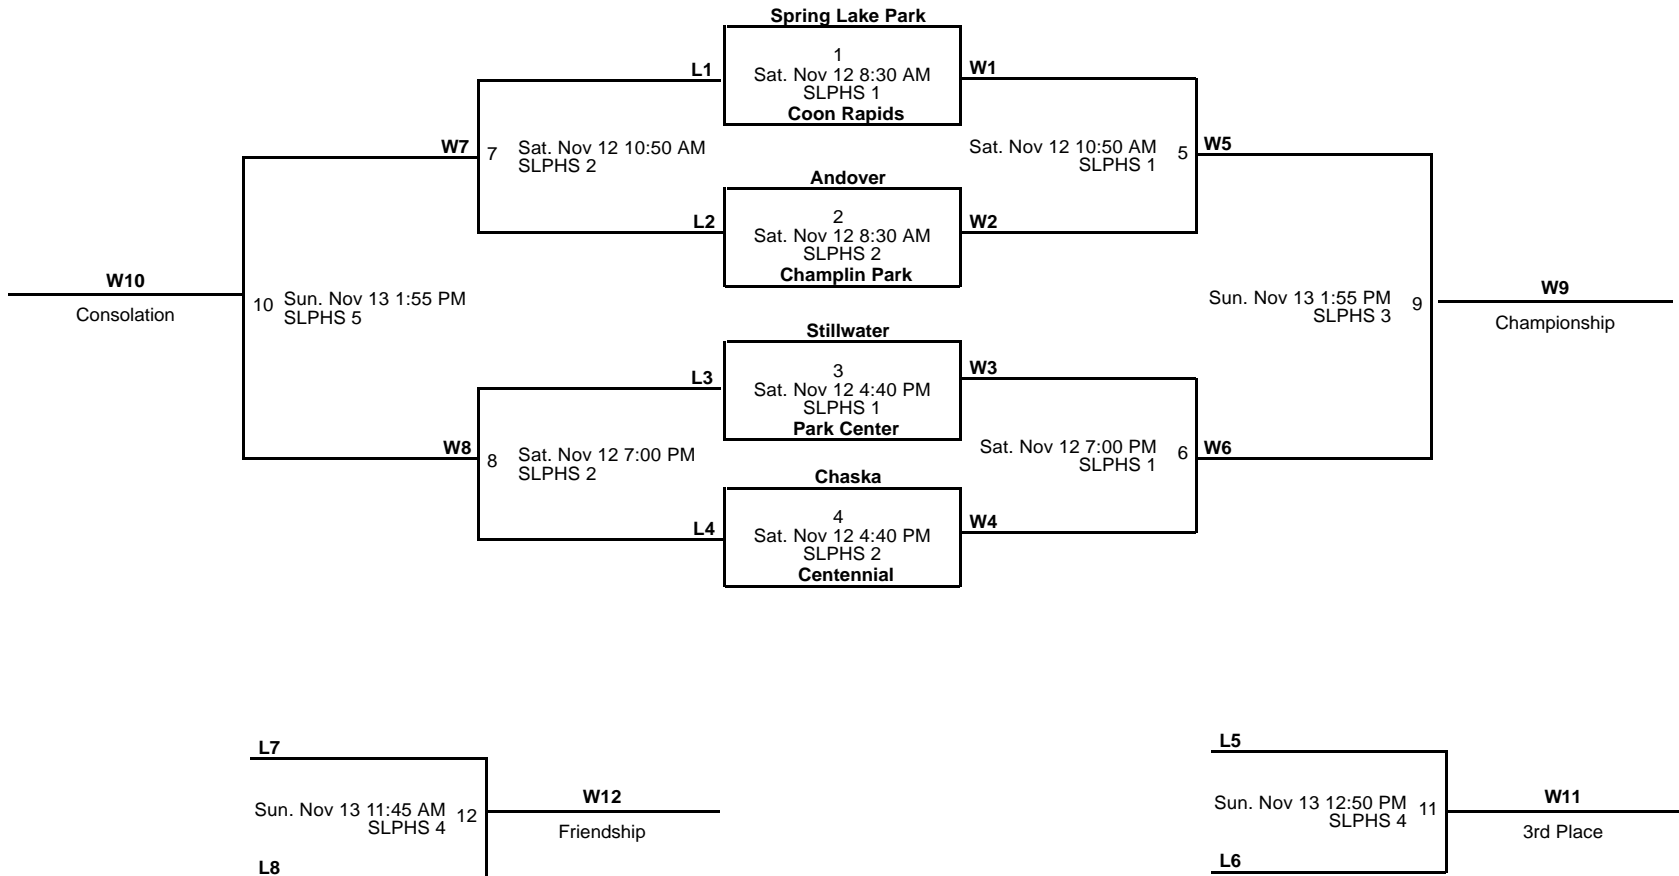 Spring Lake Park
1
Sat. Nov 12 8:30 AM
SLPHS 1
Coon Rapids
L1
W1
W7
7
Sat. Nov 12 10:50 AM
SLPHS 2
Sat. Nov 12 10:50 AM
SLPHS 1
5
W5
Andover
2
Sat. Nov 12 8:30 AM
SLPHS 2
Champlin Park
L2
W2
W10
Consolation
10
Sun. Nov 13 1:55 PM
SLPHS 5
Sun. Nov 13 1:55 PM
SLPHS 3
9
W9
Championship
Stillwater
3
Sat. Nov 12 4:40 PM
SLPHS 1
Park Center
L3
W3
W8
8
Sat. Nov 12 7:00 PM
SLPHS 2
Sat. Nov 12 7:00 PM
SLPHS 1
6
W6
Chaska
4
Sat. Nov 12 4:40 PM
SLPHS 2
Centennial
L4
W4
L7
Sun. Nov 13 11:45 AM
SLPHS 4
12
W12
Friendship
L8
L5
Sun. Nov 13 12:50 PM
SLPHS 4
11
W11
3rd Place
L6